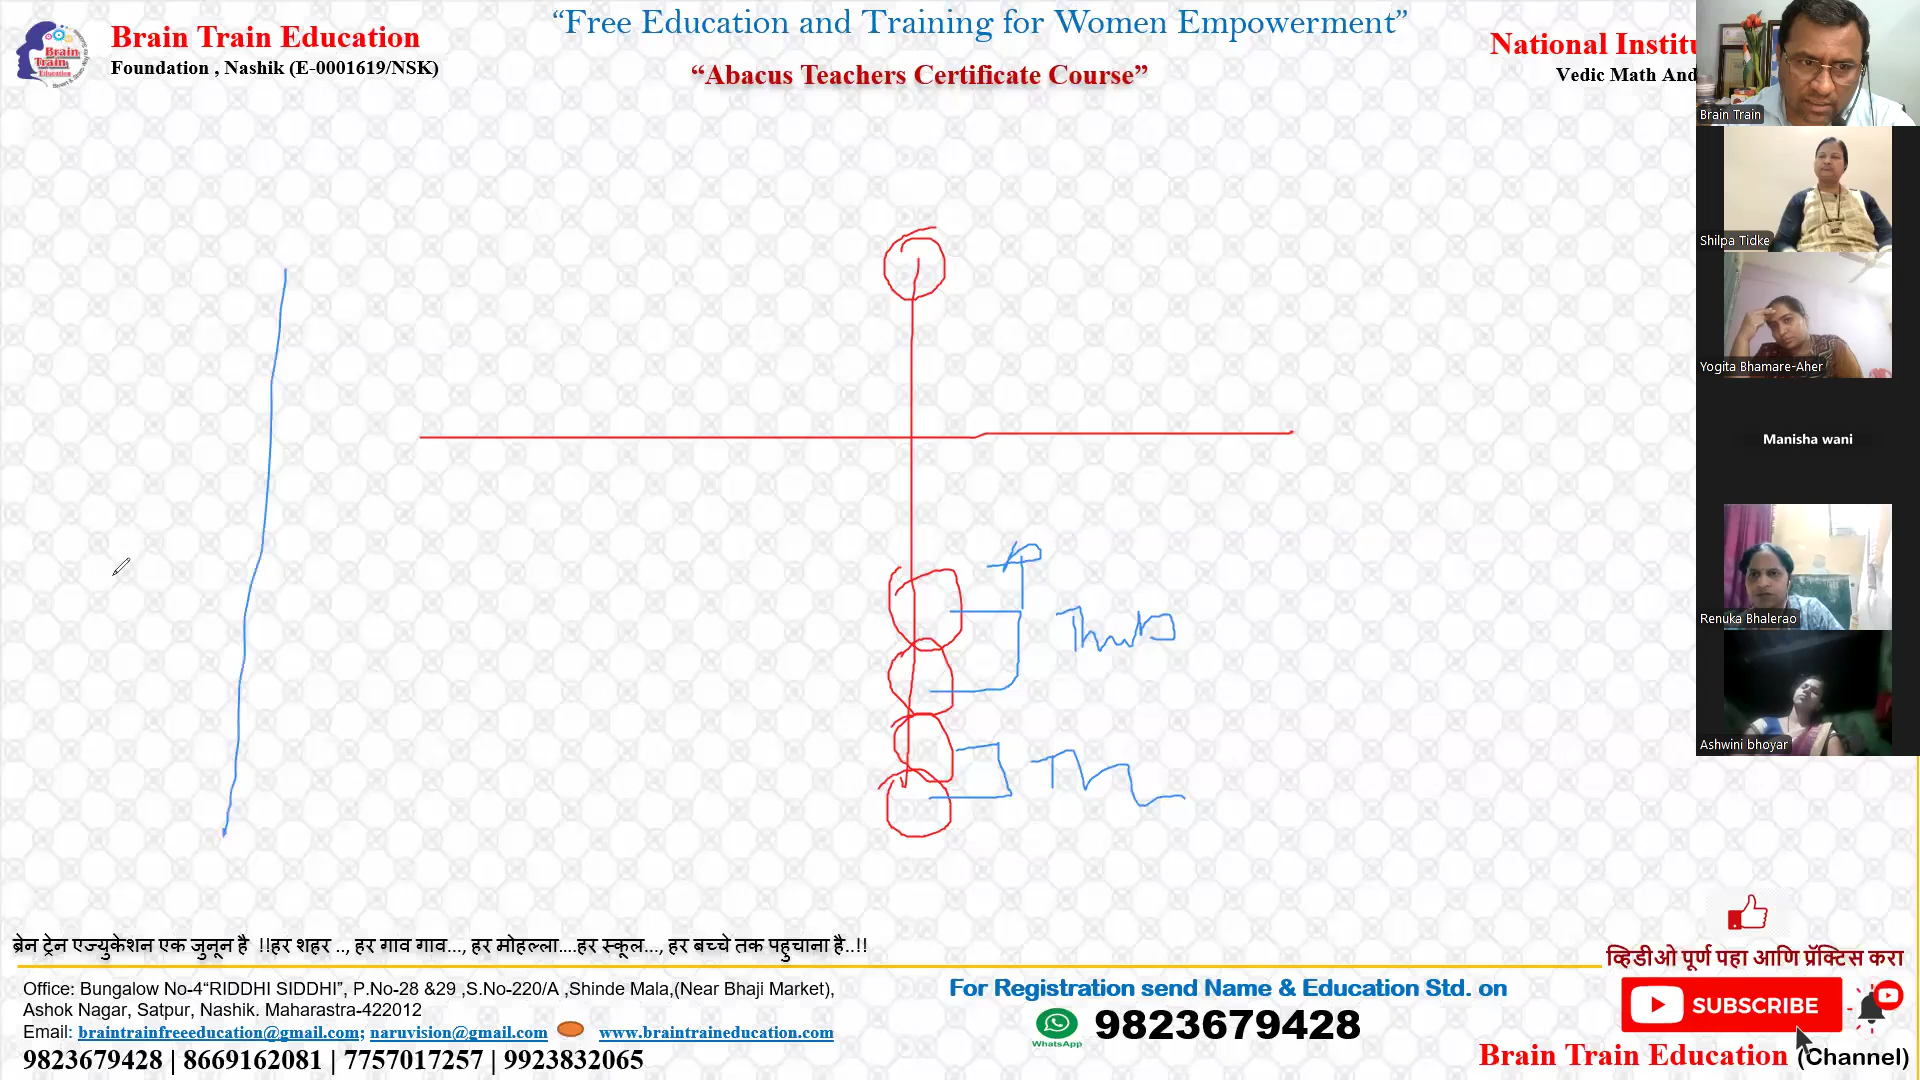 “Free Education and Training for Women Empowerment”
“Abacus Teachers Certificate Course”
Brain Train Education
Foundation , Nashik (E-0001619/NSK)
Brain
Train
Education
National Institu
Vedic Math And
Brain Train
Shilpa Tidke
Yogita Bhamare-Aher
Manisha wani
Renuka Bhalerao
Ashwini bhoyar
ब्रेन ट्रेन एज्युकेशन एक जुनून है !!हर शहर .., हर गाव गाव..., हर मोहल्ला....हर स्कूल..., हर बच्चे तक पहुचाना है..!!
व्हिडीओ पूर्ण पहा आणि प्रॅक्टिस करा
Office: Bungalow No-4“RIDDHI SIDDHI”, P.No-28 &29 ,S.No-220/A ,Shinde Mala,(Near Bhaji Market),
Ashok Nagar, Satpur, Nashik. Maharastra-422012
Email: braintrainfreeeducation@gmail.com; naruvision@gmail.com www.braintraineducation.com
9823679428 | 8669162081 | 7757017257 | 9923832065
For Registration send Name & Education Std. on
WhatsApp
9823679428
SUBSCRIBE
Brain Train Education (Channel)